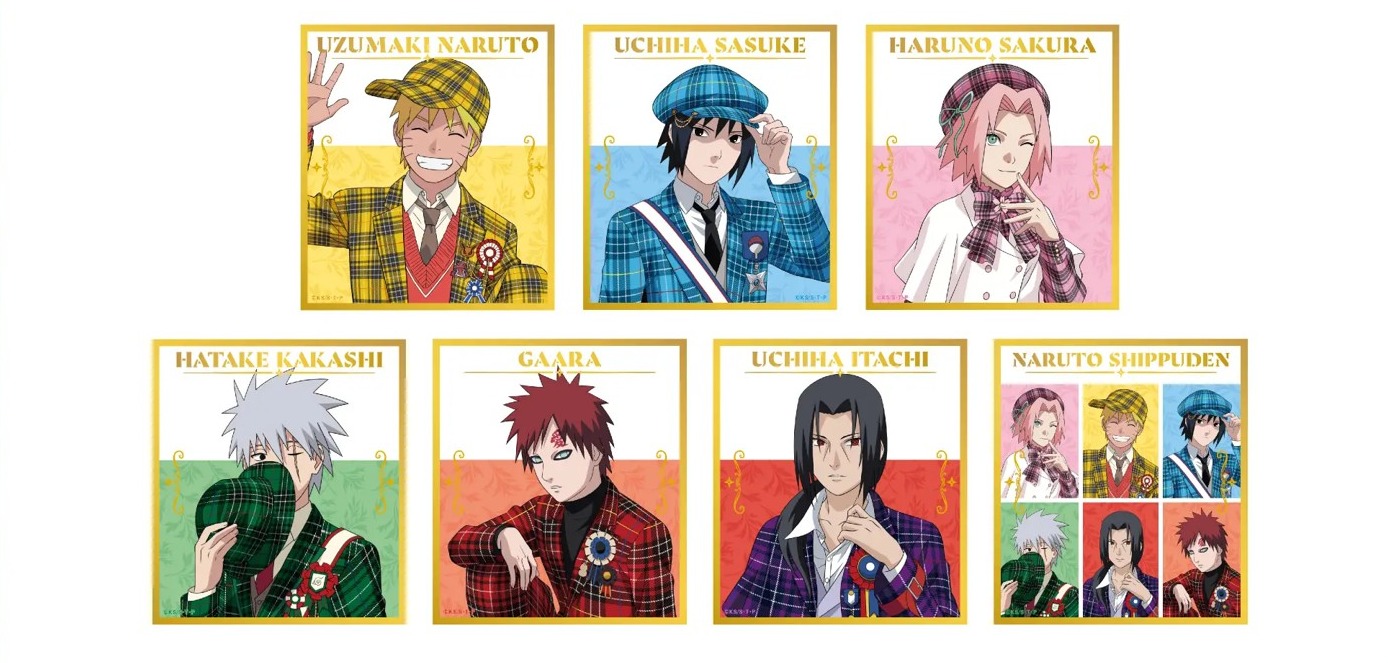 UZUMAKI NARUTO
UCHIHA SASUKE
HARUNO SAKURA
HATAKE KAKASHI
GAARA
UCHIHA ITACHI
NARUTO SHIPPUDEN